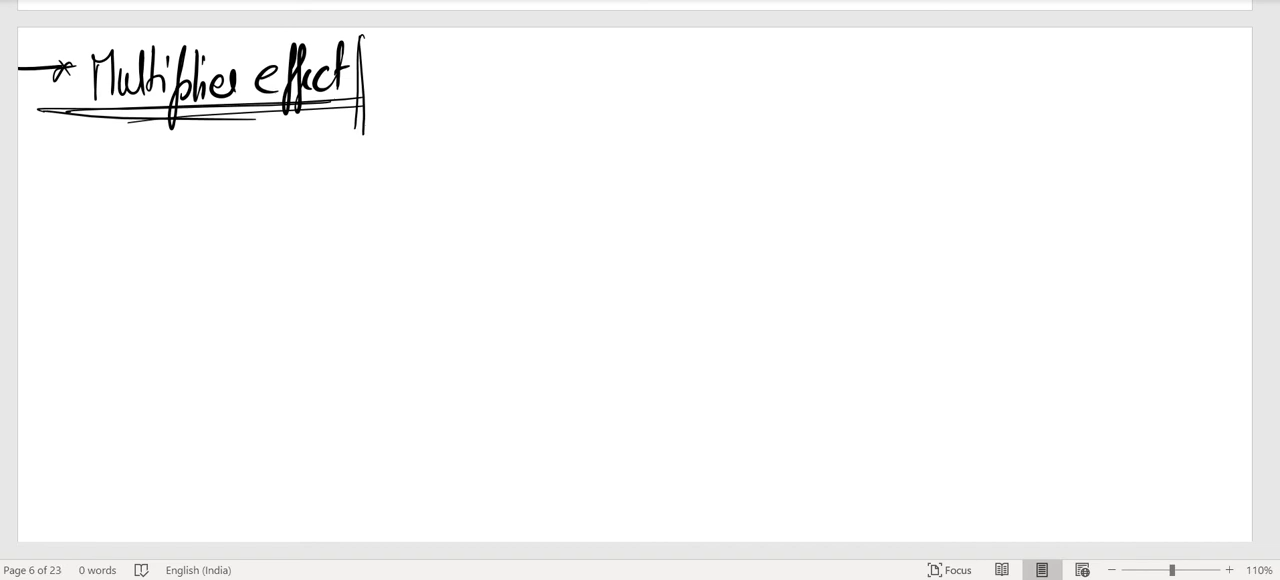 Multiplier effect
Page 6 of 23 0 words English (India) Focus 110%